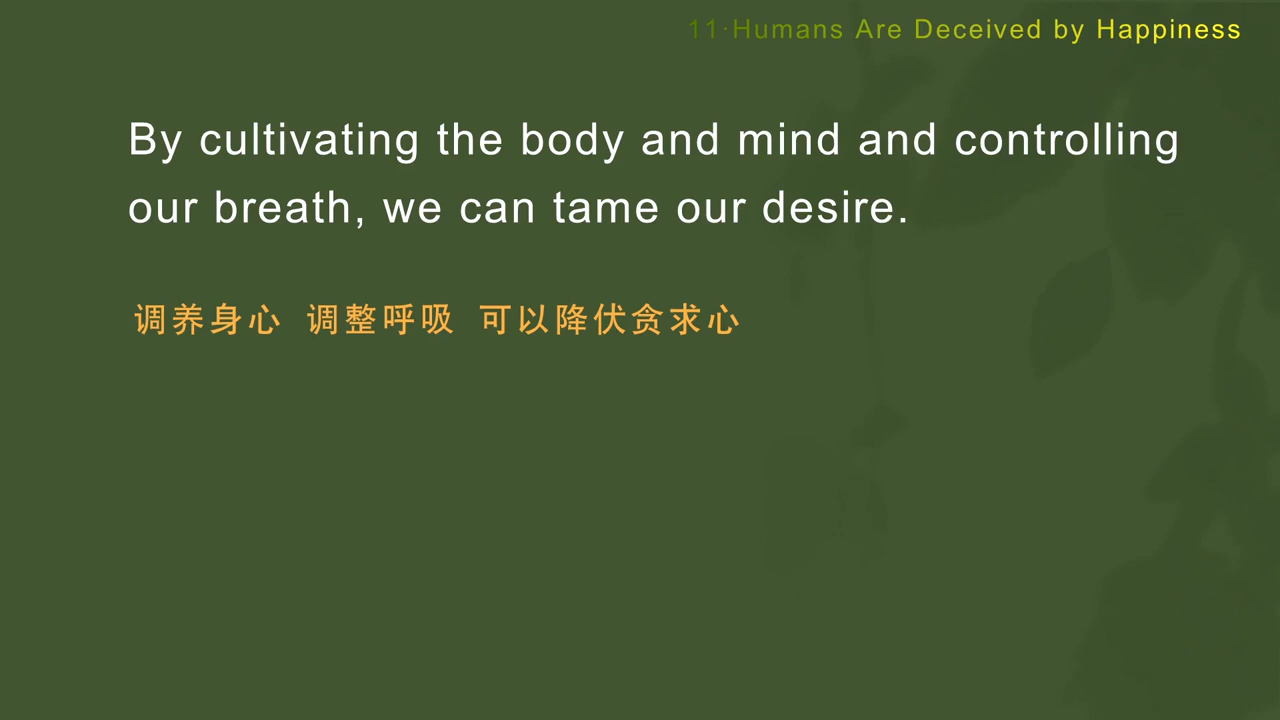 11·Humans Are Deceived by Happiness
By cultivating the body and mind and controlling
our breath, we can tame our desire.
调养身心 调整呼吸 可以降伏贪求心